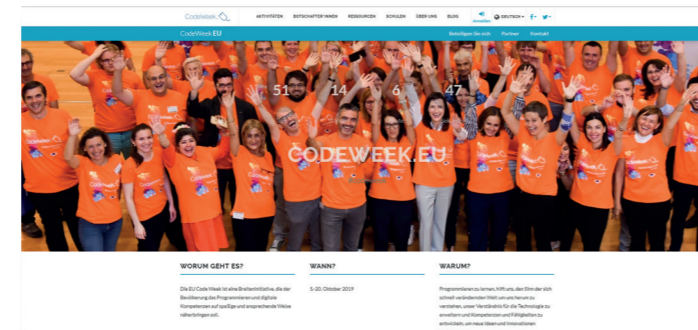 CodeWeek
AKTIVITÄTEN BOTSCHAFTER*INNEN RESSOURCEN SCHULEN ÜBER UNS BLOG Anmelden DEUTSCH
CodeWeek EU Beteiligen Sie sich Partner Kontakt
51 14 6 47
CODEWEEK.EU
WORUM GEHT ES?
Die EU Code Week ist eine Breiteninitiative, die der
Bevölkerung das Programmieren und digitale
Kompetenzen auf spaßige und ansprechende Weise
näherbringen soll.
WANN?
5-20. Oktober 2019
WARUM?
Programmieren zu lernen, hilft uns, den Sinn der sich
schnell verändernden Welt um uns herum zu
verstehen, unser Verständnis für die Technologie zu
erweitern und Kompetenzen und Fähigkeiten zu
entwickeln, um neue Ideen und Innovationen